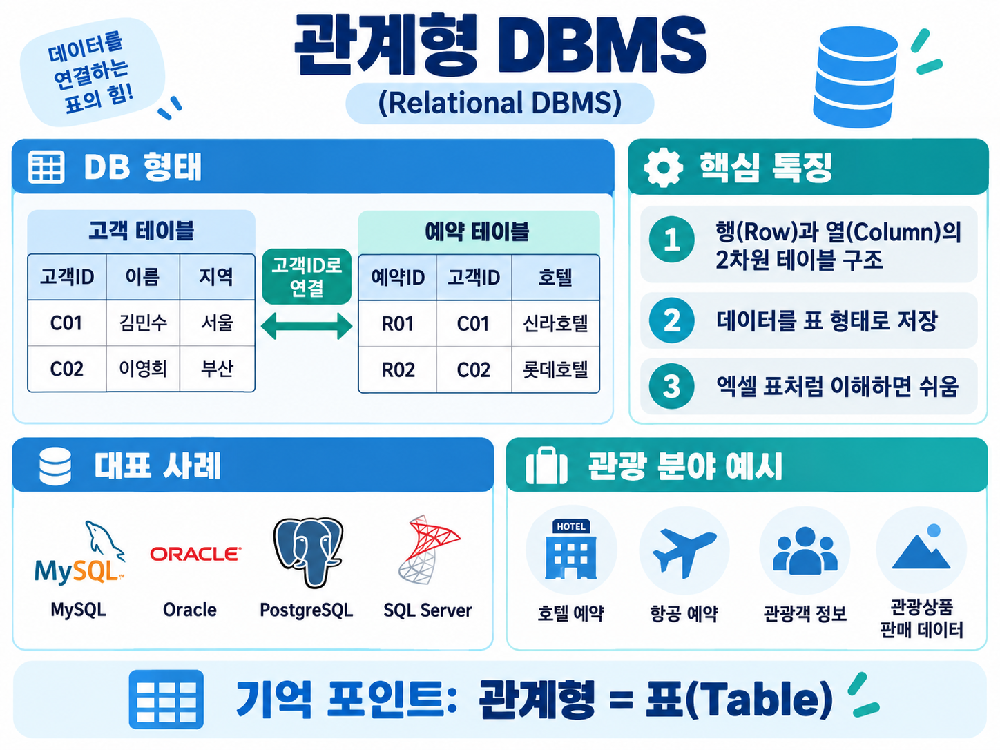 데이터를
연결하는
표의 힘!
관계형 DBMS
(Relational DBMS)
DB 형태
고객 테이블
고객ID 이름 지역
C01 김민수 서울
C02 이영희 부산
고객ID로
연결
예약 테이블
예약ID 고객ID 호텔
R01 C01 신라호텔
R02 C02 롯데호텔
핵심 특징
1 행(Row)과 열(Column)의
2차원 테이블 구조
2 데이터를 표 형태로 저장
3 엑셀 표처럼 이해하면 쉬움
대표 사례
MySQL™ ORACLE®
MySQL Oracle PostgreSQL SQL Server
관광 분야 예시
HOTEL
호텔 예약 항공 예약 관광객 정보 관광상품
판매 데이터
기억 포인트: 관계형 = 표(Table)